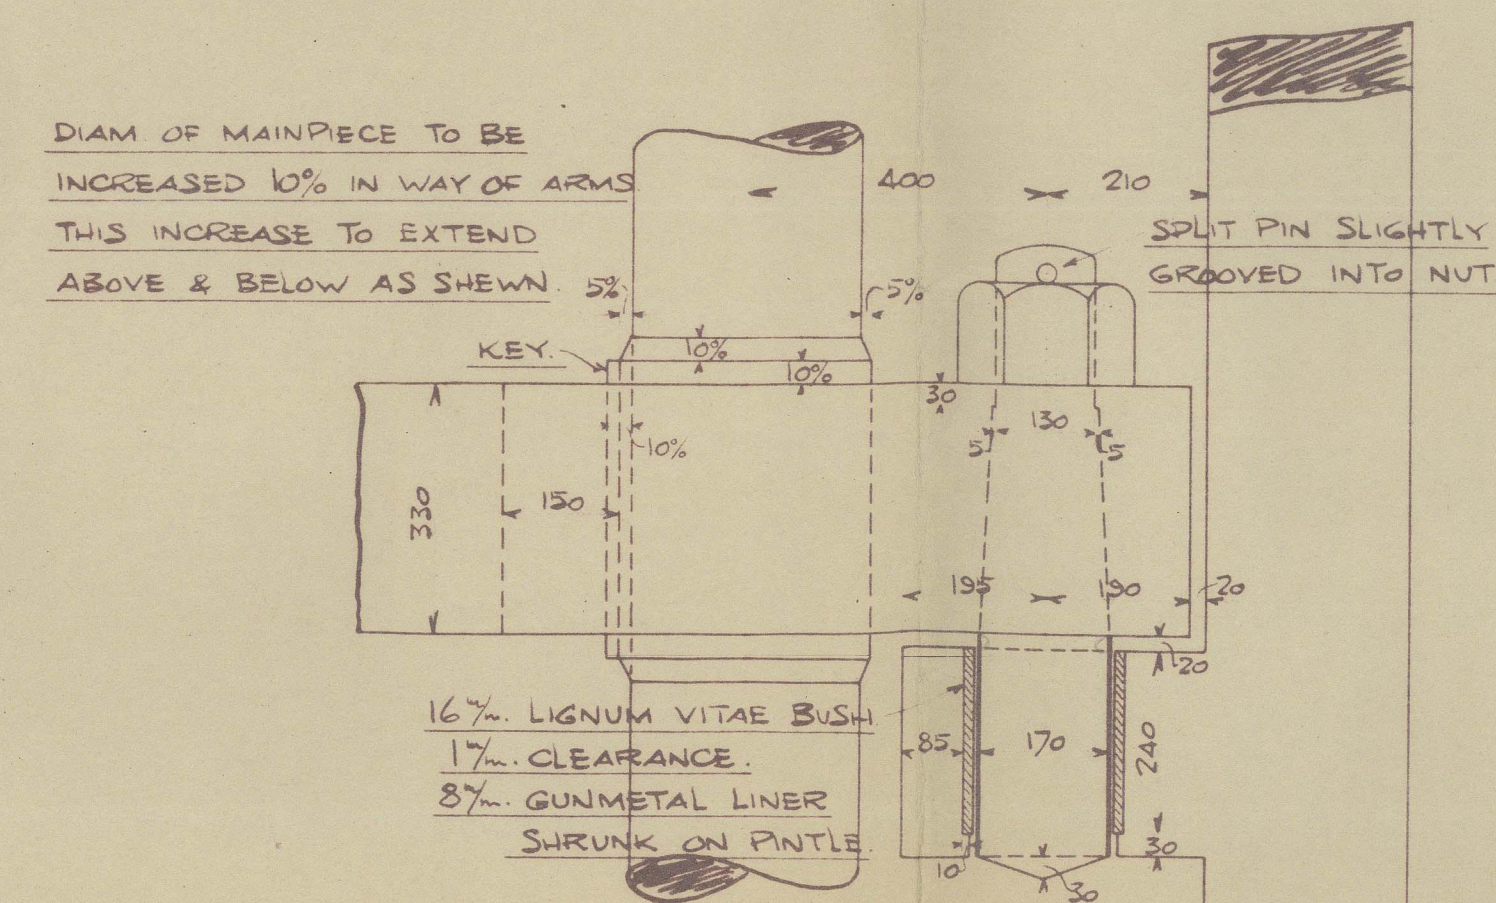 DIAM OF MAINPIECE TO BE
INCREASED 10% IN WAY OF ARMS
THIS INCREASE TO EXTEND
ABOVE & BELOW AS SHEWN.
400
210
SPLIT PIN SLIGHTLY
GROOVED INTO NUT
5%
5%
KEY.
10%
10%
30
130
5
5
10%
330
150
195
190
20
20
16 m/m. LIGNUM VITAE BUSH
1 m/m. CLEARANCE.
8 m/m. GUNMETAL LINER
SHRUNK ON PINTLE.
85
170
240
30
10
30